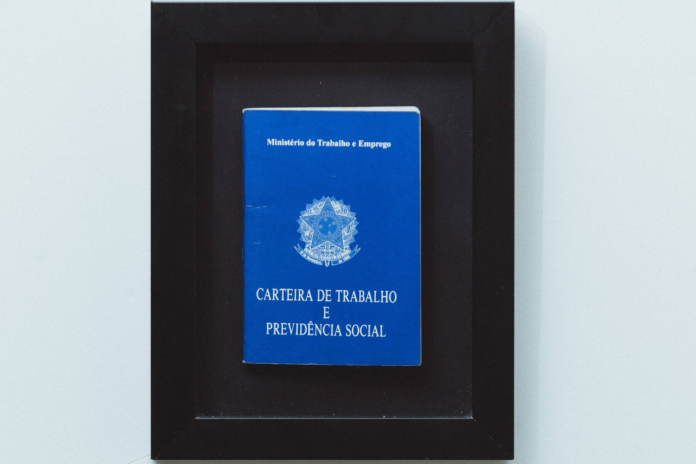 Ministério do Trabalho e Emprego
CARTEIRA DE TRABALHO
E
PREVIDÊNCIA SOCIAL